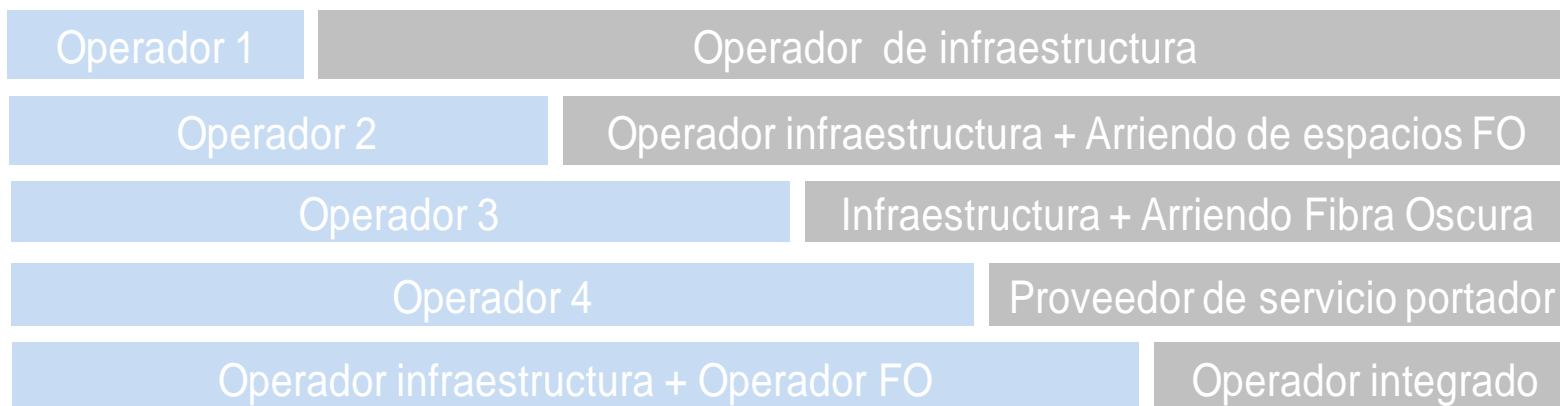 Operador 1 Operador de infraestructura
Operador 2 Operador infraestructura + Arriendo de espacios FO
Operador 3 Infraestructura + Arriendo Fibra Oscura
Operador 4 Proveedor de servicio portador
Operador infraestructura + Operador FO Operador integrado